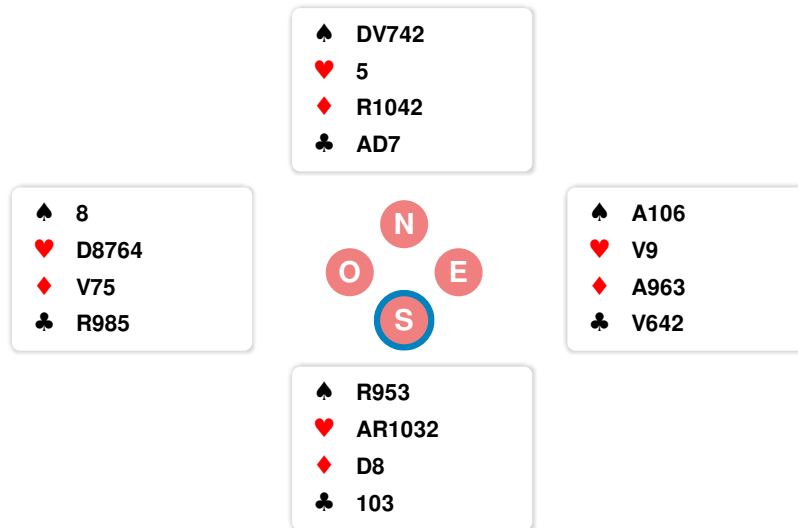 ♠ DV742
♥ 5
♦ R1042
♣ AD7
♠ 8
♥ D8764
♦ V75
♣ R985
N
O E
S
♠ A106
♥ V9
♦ A963
♣ V642
♠ R953
♥ AR1032
♦ D8
♣ 103